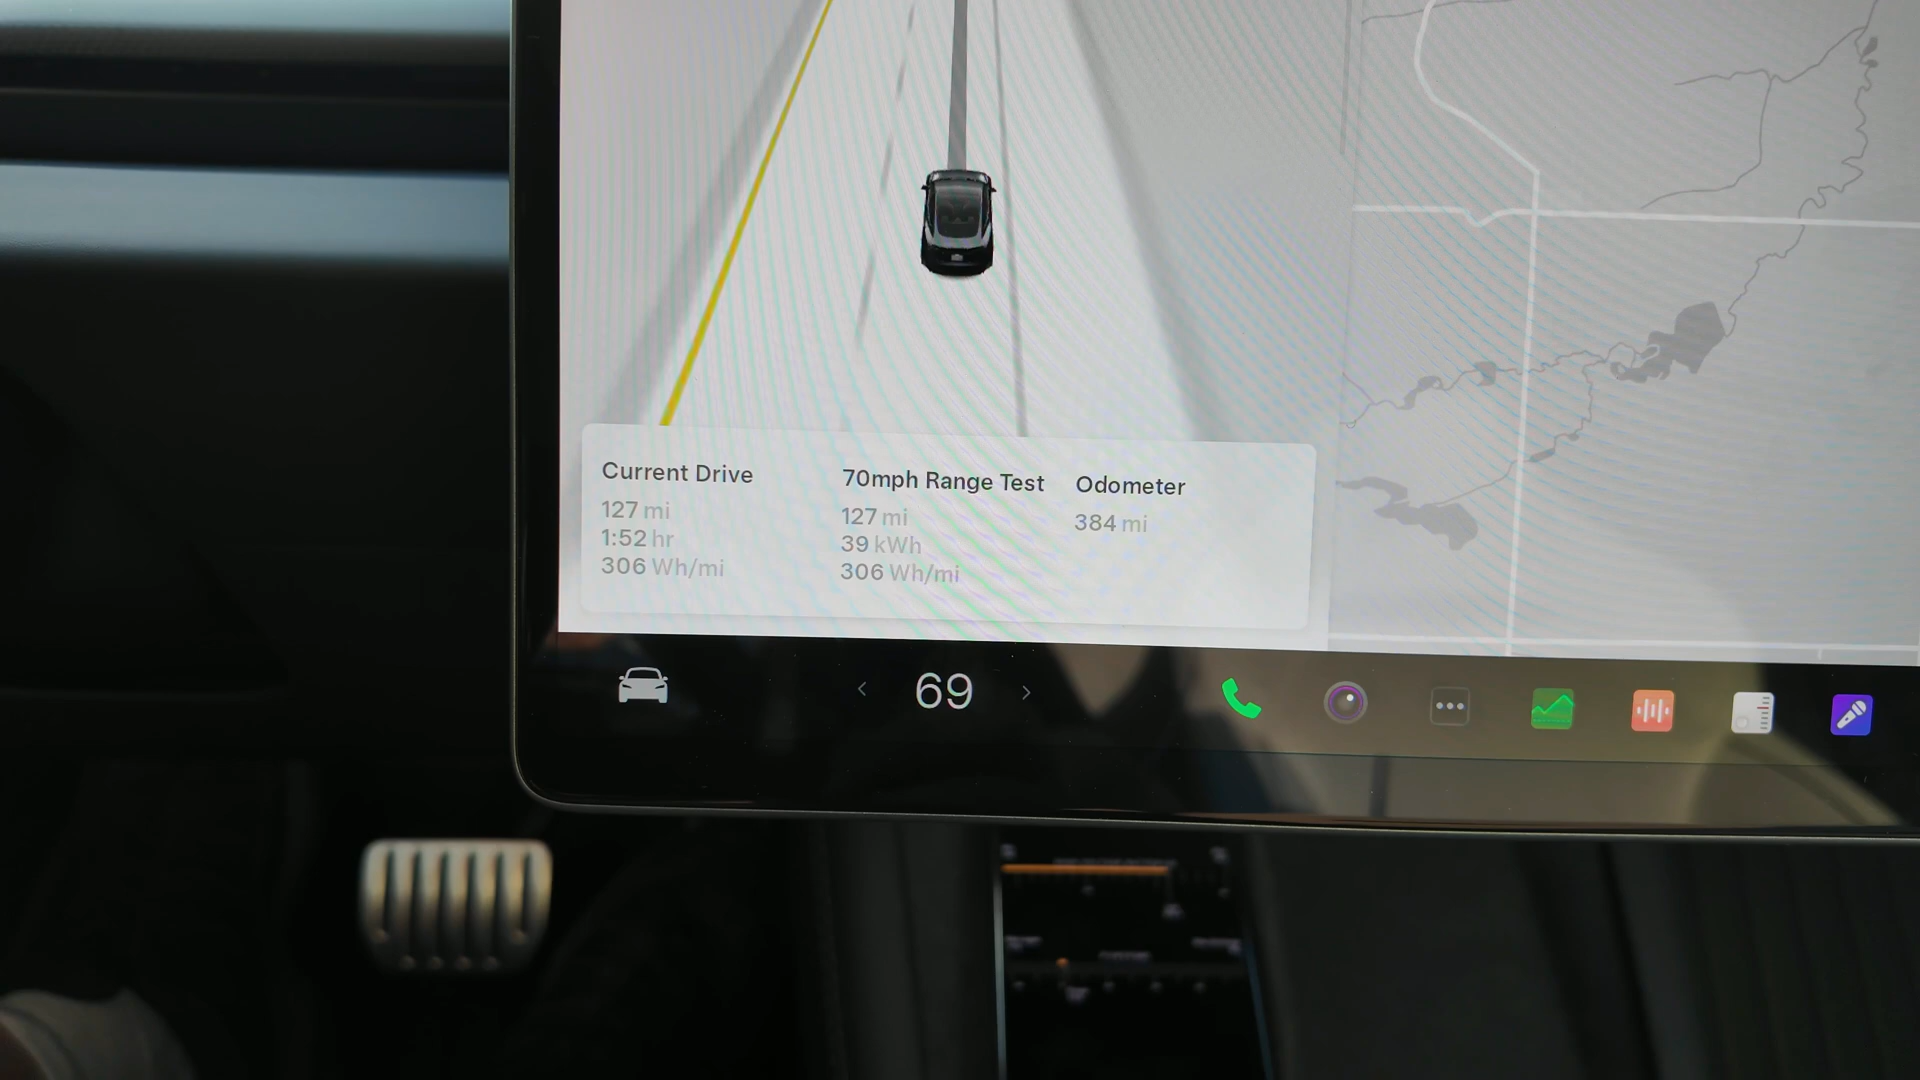 Current Drive
127 mi
1:52 hr
306 Wh/mi
70mph Range Test
127 mi
39 kWh
306 Wh/mi
Odometer
384 mi
69